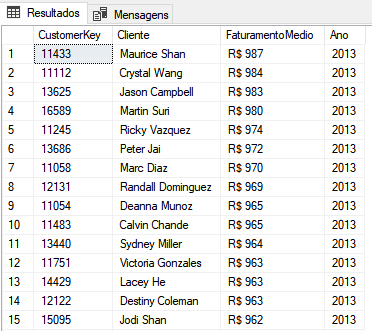 Resultados Mensagens
CustomerKey Cliente FaturamentoMedio Ano
1 11433 Maurice Shan R$ 987 2013
2 11112 Crystal Wang R$ 984 2013
3 13625 Jason Campbell R$ 983 2013
4 16589 Martin Suri R$ 980 2013
5 11245 Ricky Vazquez R$ 974 2013
6 13686 Peter Jai R$ 972 2013
7 11058 Marc Diaz R$ 970 2013
8 12131 Randall Dominguez R$ 969 2013
9 11054 Deanna Munoz R$ 965 2013
10 11483 Calvin Chande R$ 965 2013
11 13440 Sydney Miller R$ 964 2013
12 11751 Victoria Gonzales R$ 963 2013
13 14429 Lacey He R$ 963 2013
14 12122 Destiny Coleman R$ 963 2013
15 15095 Jodi Shan R$ 962 2013